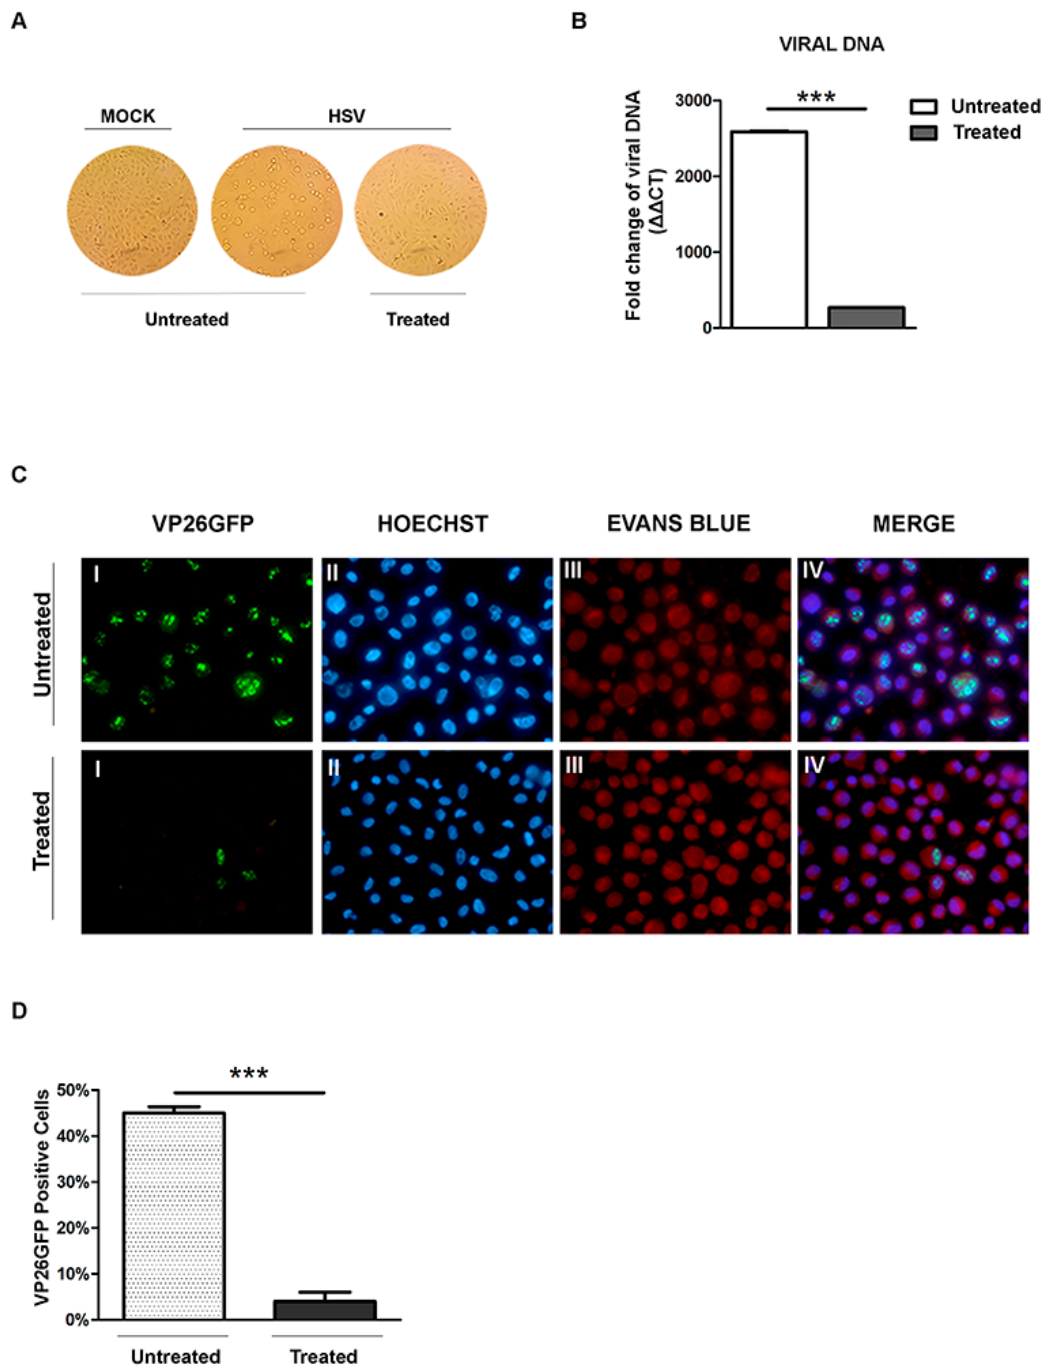 A
MOCK
HSV
Untreated
Treated
B
VIRAL DNA
Fold change of viral DNA
(ΔΔCT)
3000
2000
1000
0
***
Untreated
Treated
C
VP26GFP
HOECHST
EVANS BLUE
MERGE
Untreated
I
II
III
IV
Treated
I
II
III
IV
D
VP26GFP Positive Cells
50%
40%
30%
20%
10%
0%
***
Untreated
Treated